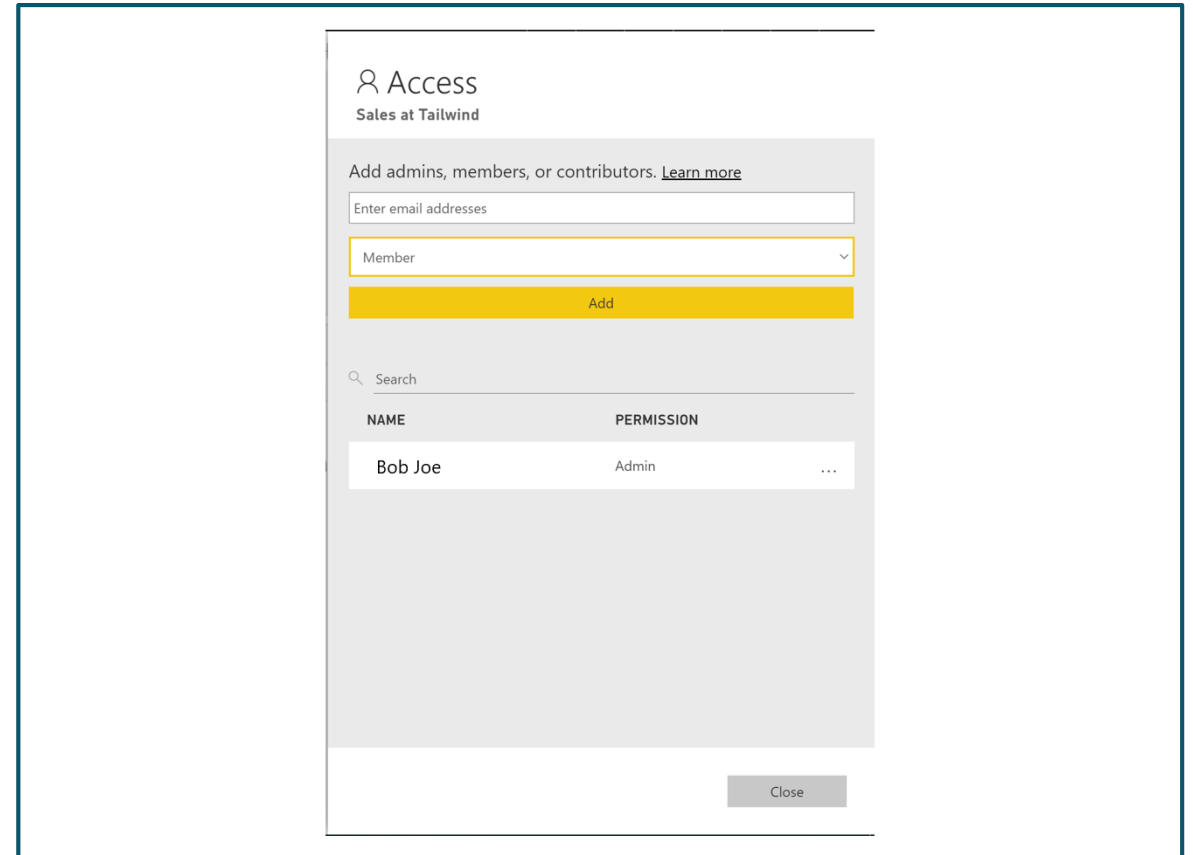 Access
Sales at Tailwind
Add admins, members, or contributors. Learn more
Enter email addresses
Member
Add
Search
NAME PERMISSION
Bob Joe Admin ...
Close